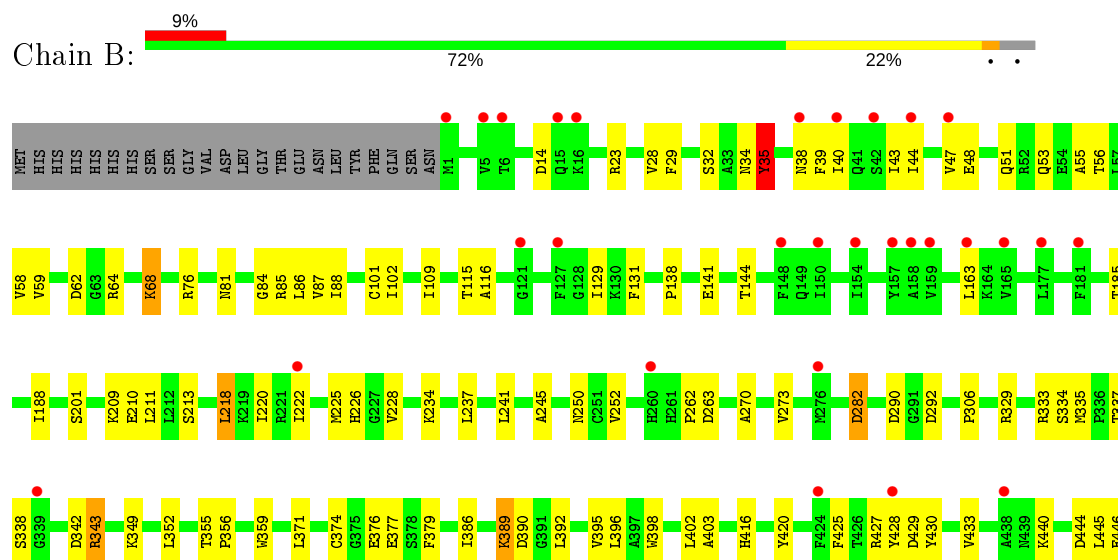 9%
Chain B:
72% 22% • •
MET HIS HIS HIS HIS HIS HIS SER SER GLY VAL ASP LEU GLY THR GLU ASN LEU TYR PHE GLN SER ASN M1 V5 T6 D14 Q15 K16 R23 V28 F29 S32 A33 N34 Y35 N38 F39 I40 Q41 S42 I43 I44 V47 E48 Q51 R52 Q53 E54 A55 T56 L57
V58 V59 D62 G63 R64 K68 R76 N81 G84 R85 L86 V87 I88 C101 I102 I109 T115 A116 G121 F127 G128 I129 K130 F131 P138 E141 T144 F148 Q149 I150 I154 Y157 A158 V159 L163 K164 V165 L177 F181 T185
I188 S201 K209 E210 L211 L212 S213 L218 K219 I220 R221 I222 M225 H226 G227 V228 K234 L237 L241 A245 N250 C251 V252 H260 H261 P262 D263 A270 V273 M276 D282 D290 G291 D292 P306 R329 R333 S334 M335 P336 T337
S338 G339 D342 R343 K349 L352 T355 P356 W359 L371 C374 G375 E376 E377 S378 F379 I386 K389 D390 G391 L392 V395 L396 A397 W398 L402 A403 H416 Y420 F424 F425 T426 R427 Y428 D429 Y430 V433 A438 N439 K440 D444 L445